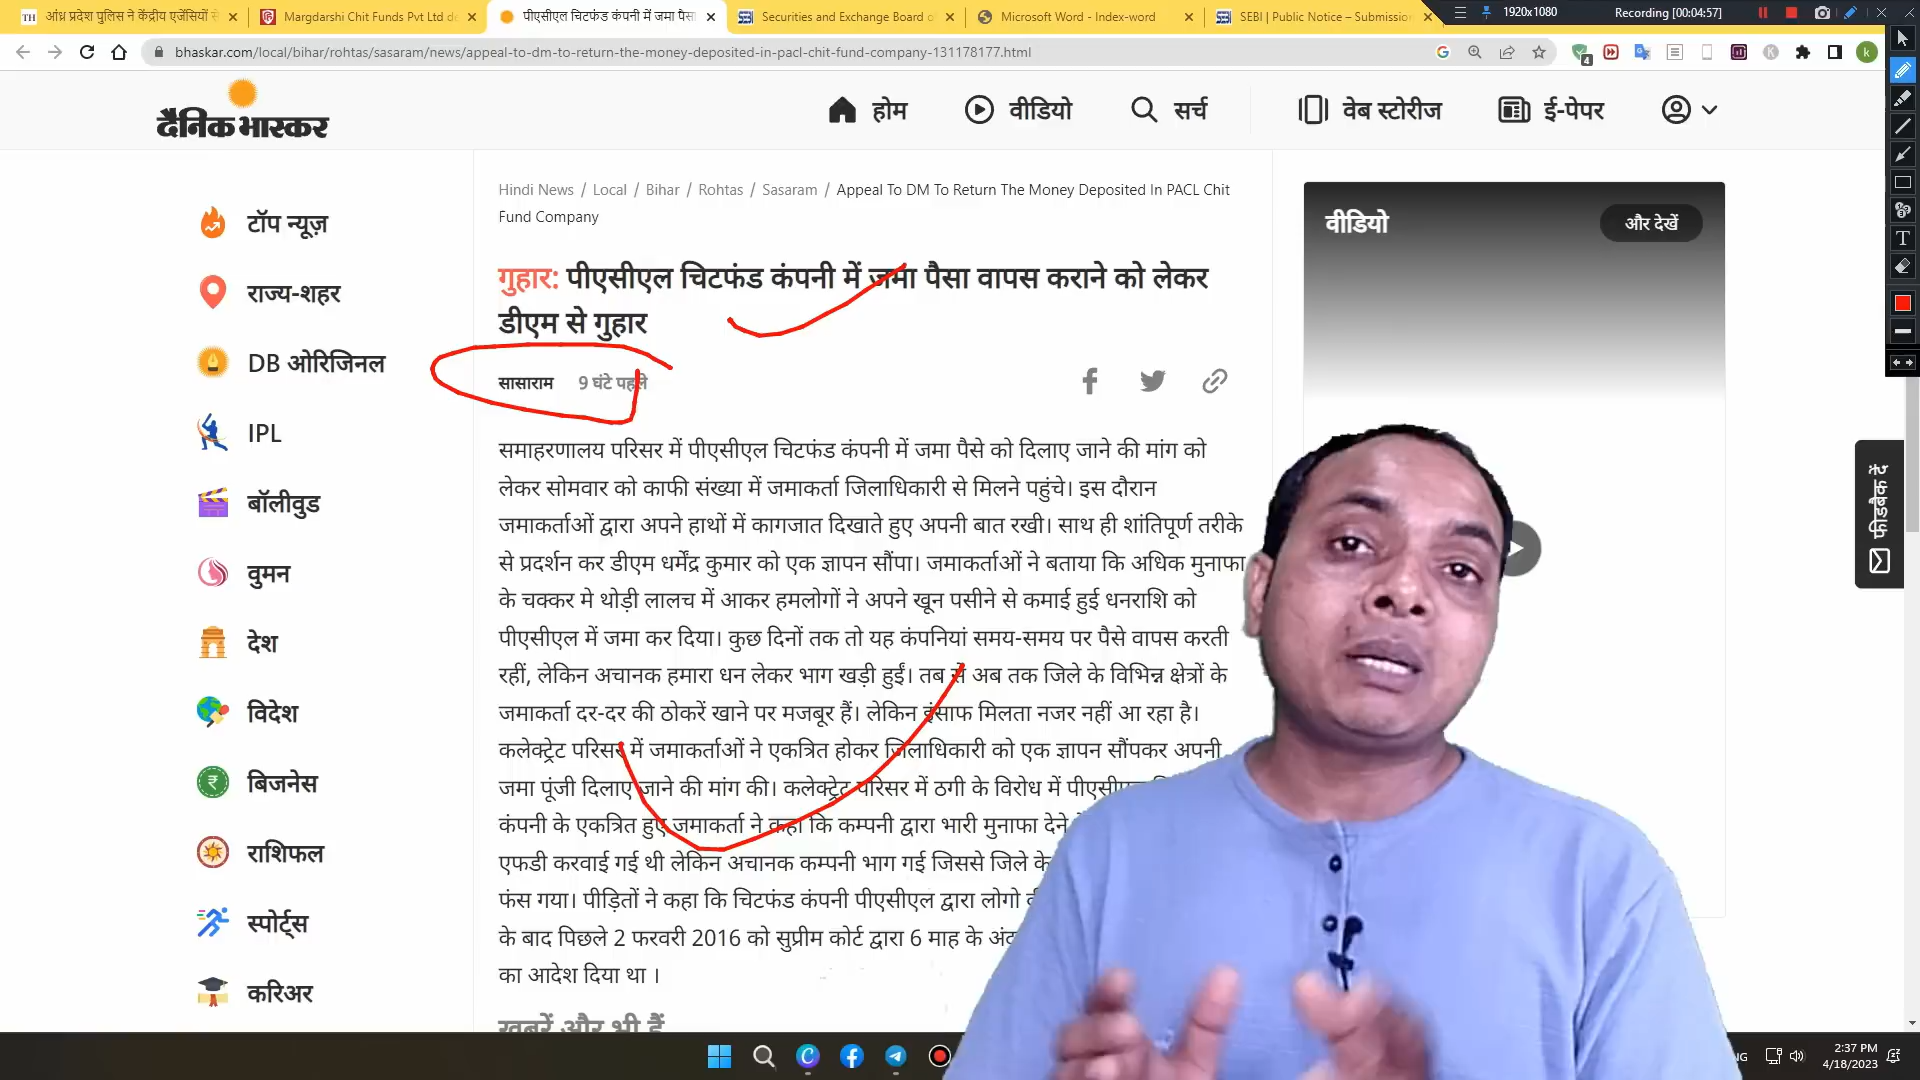 आंध्र प्रदेश पुलिस ने केंद्रीय एजेंसियों से
Margdarshi Chit Funds Pvt Ltd de
पीएसीएल चिटफंड कंपनी में जमा पैसा
Securities and Exchange Board o
Microsoft Word - Index-word
SEBI | Public Notice – Submission
1920x1080
Recording [00:04:57]
bhaskar.com/local/bihar/rohtas/sasaram/news/appeal-to-dm-to-return-the-money-deposited-in-pacl-chit-fund-company-131178177.html
दैनिक भास्कर
होम
वीडियो
सर्च
वेब स्टोरीज
ई-पेपर
Hindi News / Local / Bihar / Rohtas / Sasaram / Appeal To DM To Return The Money Deposited In PACL Chit
Fund Company
टॉप न्यूज़
राज्य-शहर
DB ओरिजिनल
IPL
बॉलीवुड
वुमन
देश
विदेश
बिजनेस
राशिफल
स्पोर्ट्स
करिअर
गुहार: पीएसीएल चिटफंड कंपनी में जमा पैसा वापस कराने को लेकर
डीएम से गुहार
सासाराम 9 घंटे पहले
समाहरणालय परिसर में पीएसीएल चिटफंड कंपनी में जमा पैसे को दिलाए जाने की मांग को
लेकर सोमवार को काफी संख्या में जमाकर्ता जिलाधिकारी से मिलने पहुंचे। इस दौरान
जमाकर्ताओं द्वारा अपने हाथों में कागजात दिखाते हुए अपनी बात रखी। साथ ही शांतिपूर्ण तरीके
से प्रदर्शन कर डीएम धर्मेंद्र कुमार को एक ज्ञापन सौंपा। जमाकर्ताओं ने बताया कि अधिक मुनाफा
के चक्कर मे थोड़ी लालच में आकर हमलोगों ने अपने खून पसीने से कमाई हुई धनराशि को
पीएसीएल में जमा कर दिया। कुछ दिनों तक तो यह कंपनियां समय-समय पर पैसे वापस करती
रहीं, लेकिन अचानक हमारा धन लेकर भाग खड़ी हुईं। तब से अब तक जिले के विभिन्न क्षेत्रों के
जमाकर्ता दर-दर की ठोकरें खाने पर मजबूर हैं। लेकिन इंसाफ मिलता नजर नहीं आ रहा है।
कलेक्ट्रेट परिसर में जमाकर्ताओं ने एकत्रित होकर जिलाधिकारी को एक ज्ञापन सौंपकर अपनी
जमा पूंजी दिलाए जाने की मांग की। कलेक्ट्रेट परिसर में ठगी के विरोध में
कंपनी के एकत्रित हुए जमाकर्ता ने कहा कि कम्पनी द्वारा भारी मुनाफा देने
एफडी करवाई गई थी लेकिन अचानक कम्पनी भाग गई जिससे जिले के
फंस गया। पीड़ितों ने कहा कि चिटफंड कंपनी पीएसीएल द्वारा लोगो
के बाद पिछले 2 फरवरी 2016 को सुप्रीम कोर्ट द्वारा 6 माह के
का आदेश दिया था ।
खबरें और भी हैं
वीडियो
और देखें
फीडबैक दें
2:37 PM
4/18/2023